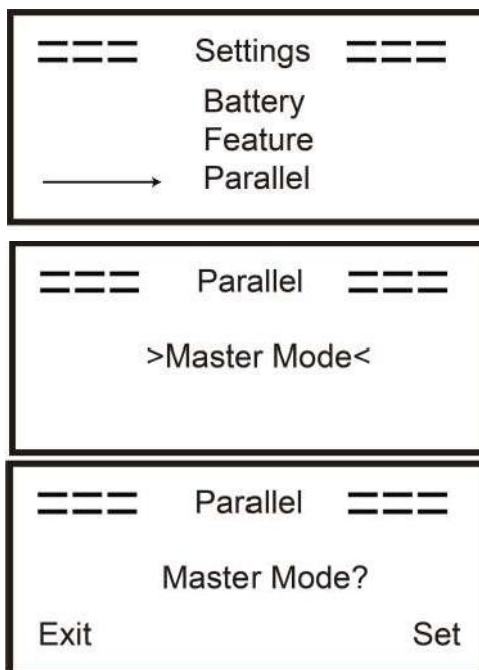 === Settings ===
Battery
Feature
Parallel
=== Parallel ===
>Master Mode<
=== Parallel ===
Master Mode?
Exit Set